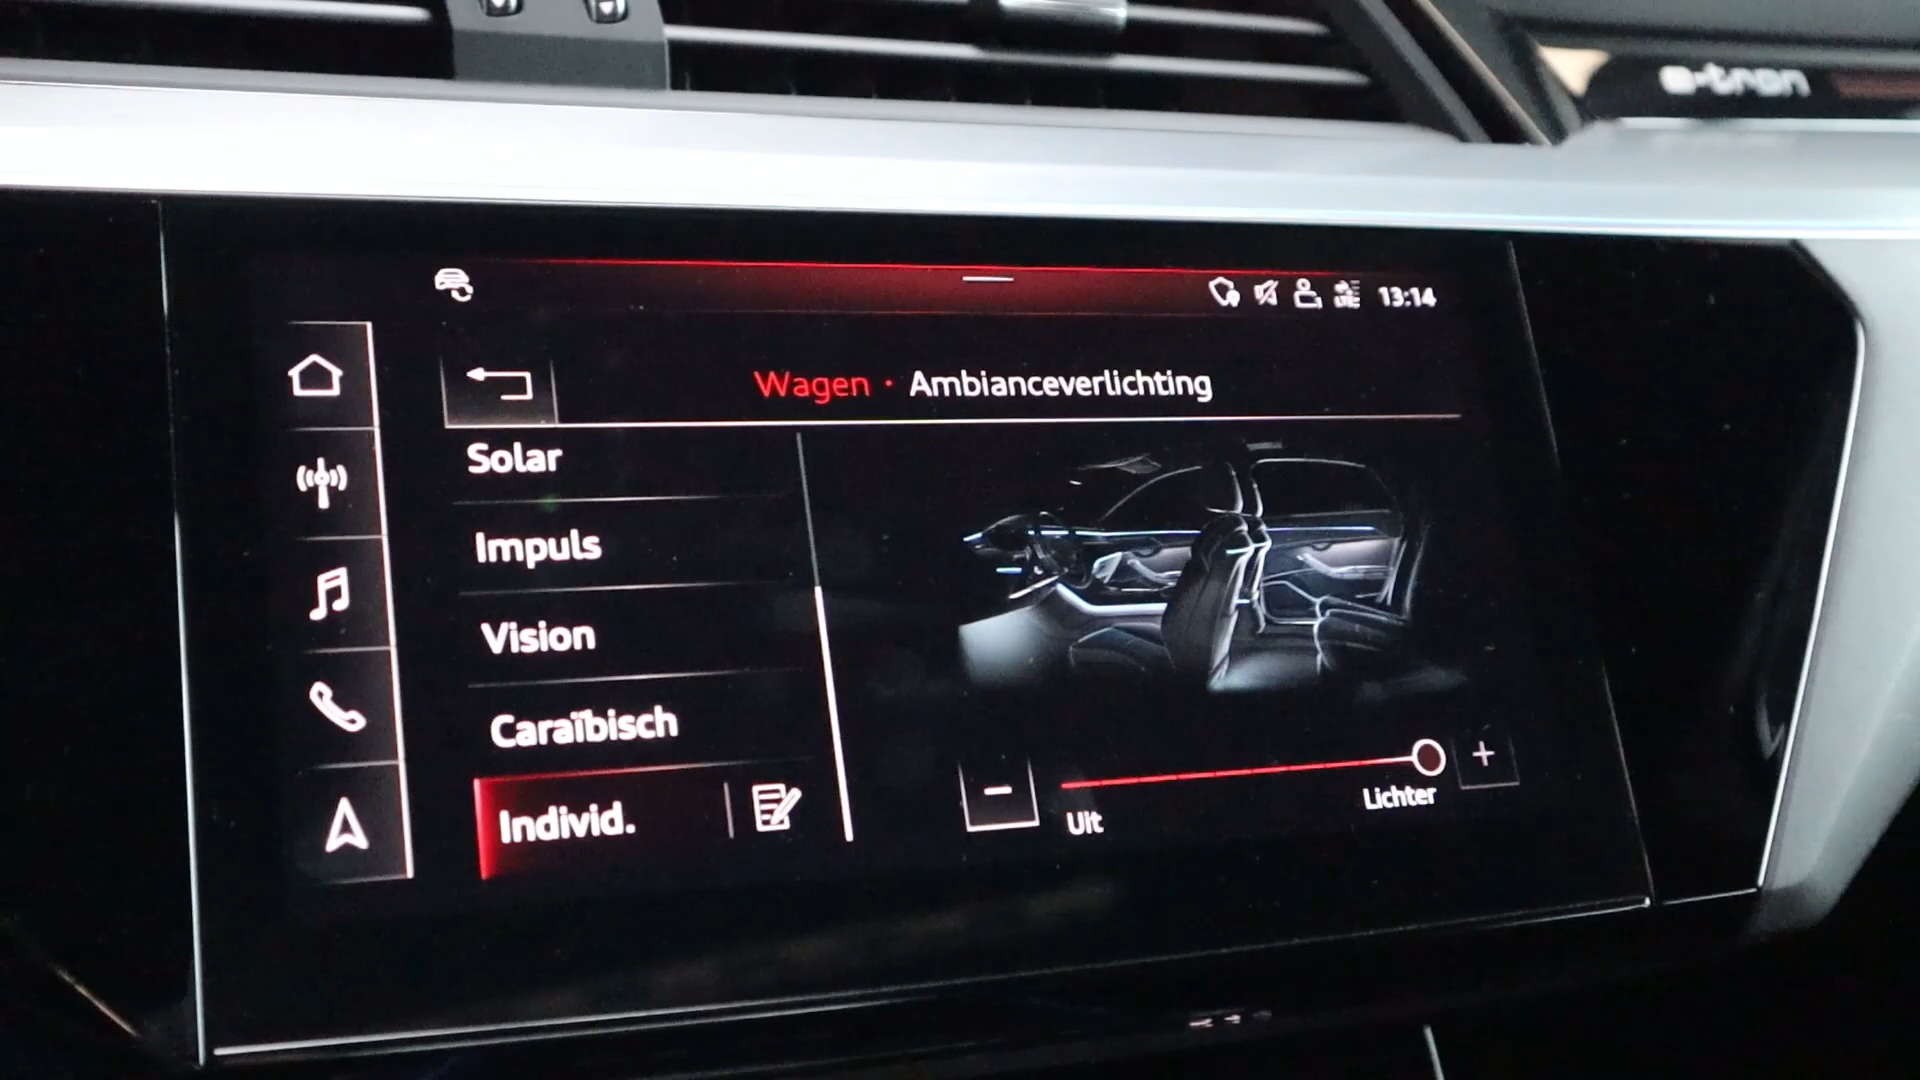 e-tron
13:14
Wagen · Ambianceverlichting
Solar
Impuls
Vision
Caraïbisch
Individ.
Uit
Lichter